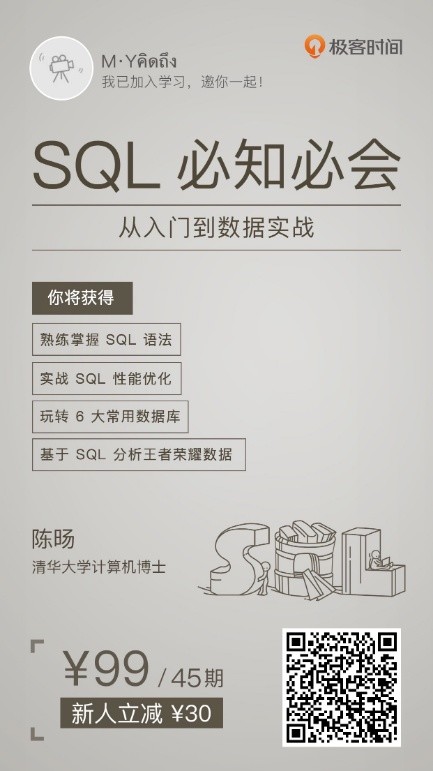 极客时间
M·Yคิดถึง
我已加入学习，邀你一起！
SQL 必知必会
从入门到数据实战
你将获得
熟练掌握 SQL 语法
实战 SQL 性能优化
玩转 6 大常用数据库
基于 SQL 分析王者荣耀数据
陈旸
清华大学计算机博士
SQL
¥99 / 45期
新人立减 ¥30